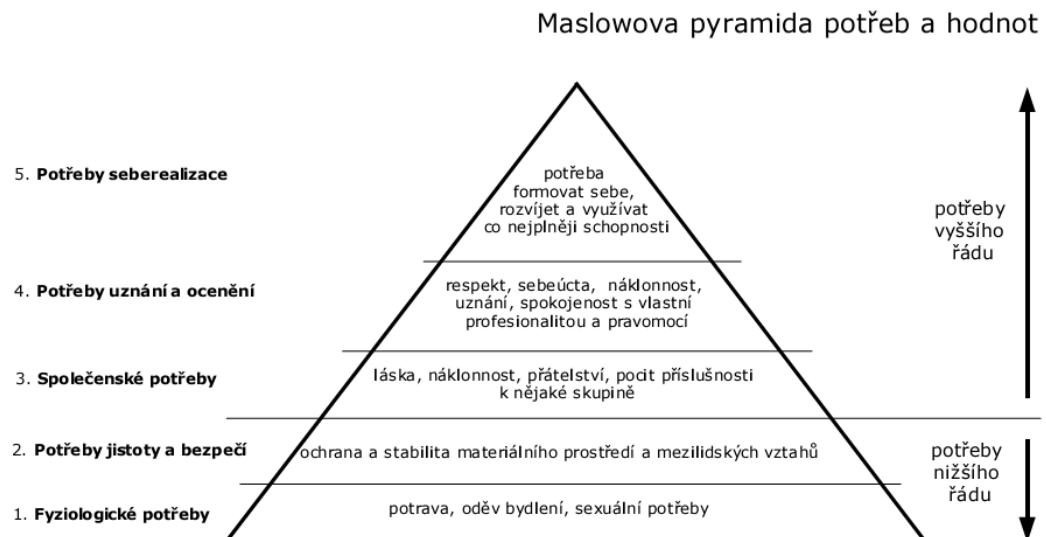 Maslowova pyramida potřeb a hodnot
5. Potřeby seberealizace
potřeba
formovat sebe,
rozvíjet a využívat
co nejplněji schopnosti
potřeby
vyššího
řádu
4. Potřeby uznání a ocenění
respekt, sebeúcta, náklonnost,
uznání, spokojenost s vlastní
profesionalitou a pravomocí
3. Společenské potřeby
láska, náklonnost, přátelství, pocit příslušnosti
k nějaké skupině
2. Potřeby jistoty a bezpečí
ochrana a stabilita materiálního prostředí a mezilidských vztahů
potřeby
nižšího
řádu
1. Fyziologické potřeby
potrava, oděv bydlení, sexuální potřeby